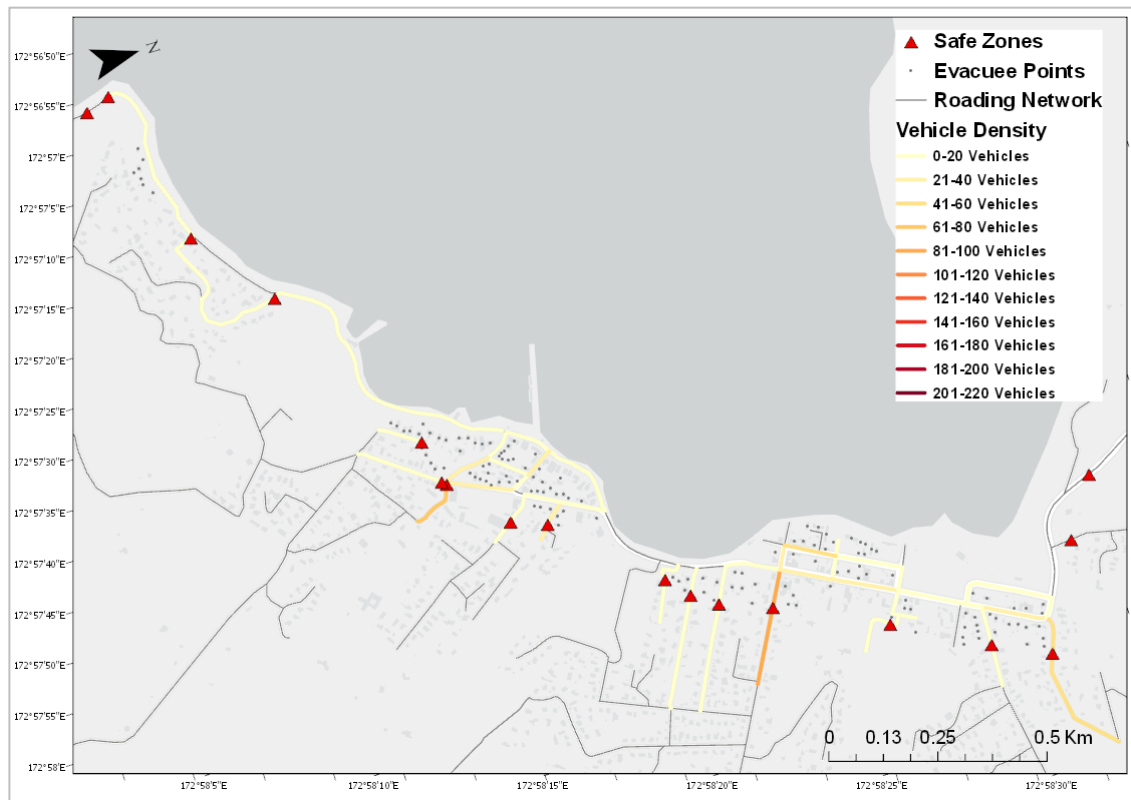 N
Safe Zones
Evacuee Points
Roading Network
Vehicle Density
0-20 Vehicles
21-40 Vehicles
41-60 Vehicles
61-80 Vehicles
81-100 Vehicles
101-120 Vehicles
121-140 Vehicles
141-160 Vehicles
161-180 Vehicles
181-200 Vehicles
201-220 Vehicles
172°56'50"E
172°56'55"E
172°57'E
172°57'5"E
172°57'10"E
172°57'15"E
172°57'20"E
172°57'25"E
172°57'30"E
172°57'35"E
172°57'40"E
172°57'45"E
172°57'50"E
172°57'55"E
172°58'E
0 0.13 0.25 0.5 Km
172°58'5"E 172°58'10"E 172°58'15"E 172°58'20"E 172°58'25"E 172°58'30"E